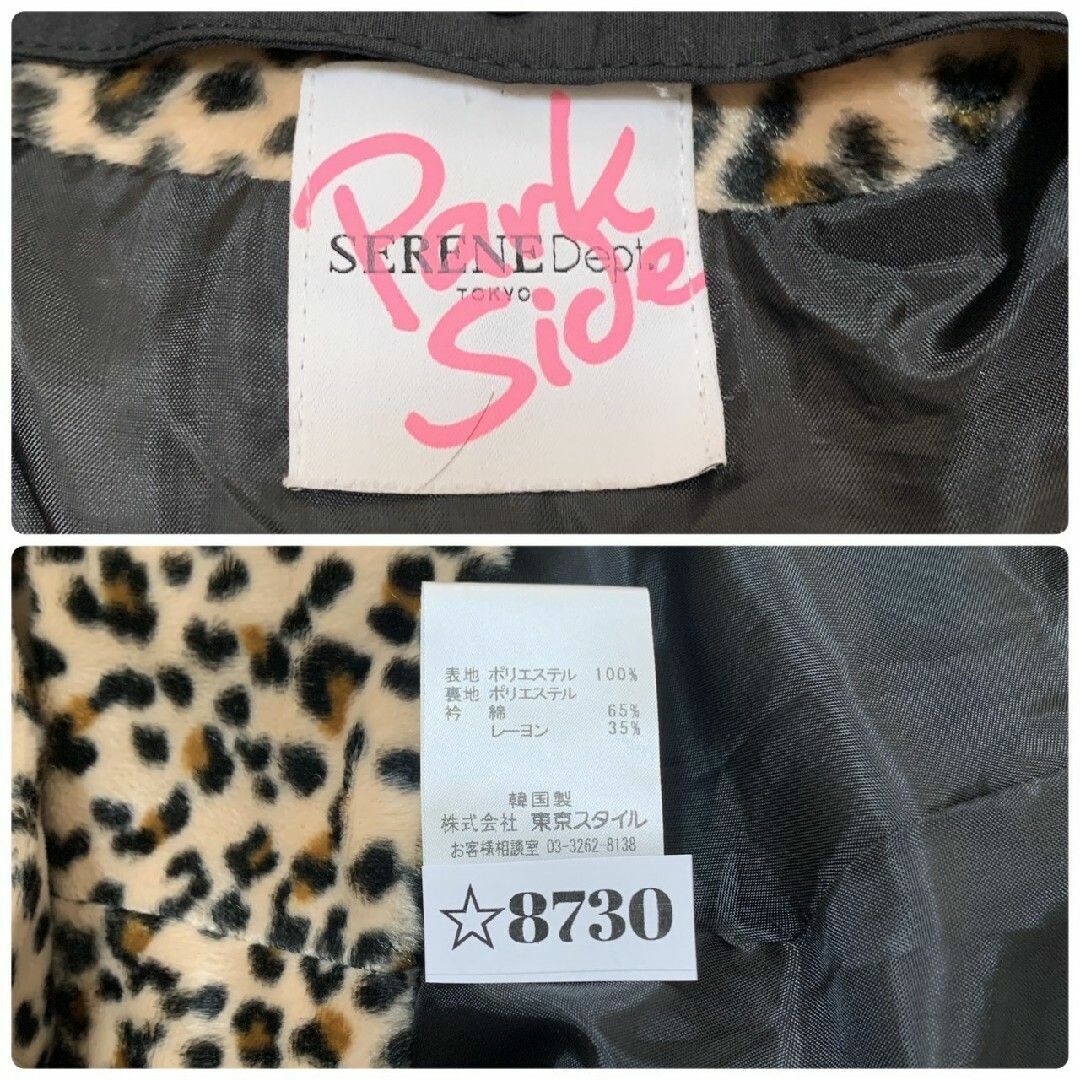 Park
SERENE Dept.
TOKYO
Side
表地 ポリエステル 100%
裏地 ポリエステル
衿 綿 65%
レーヨン 35%
韓国製
株式会社 東京スタイル
お客様相談室 03-3262-8138
☆8730